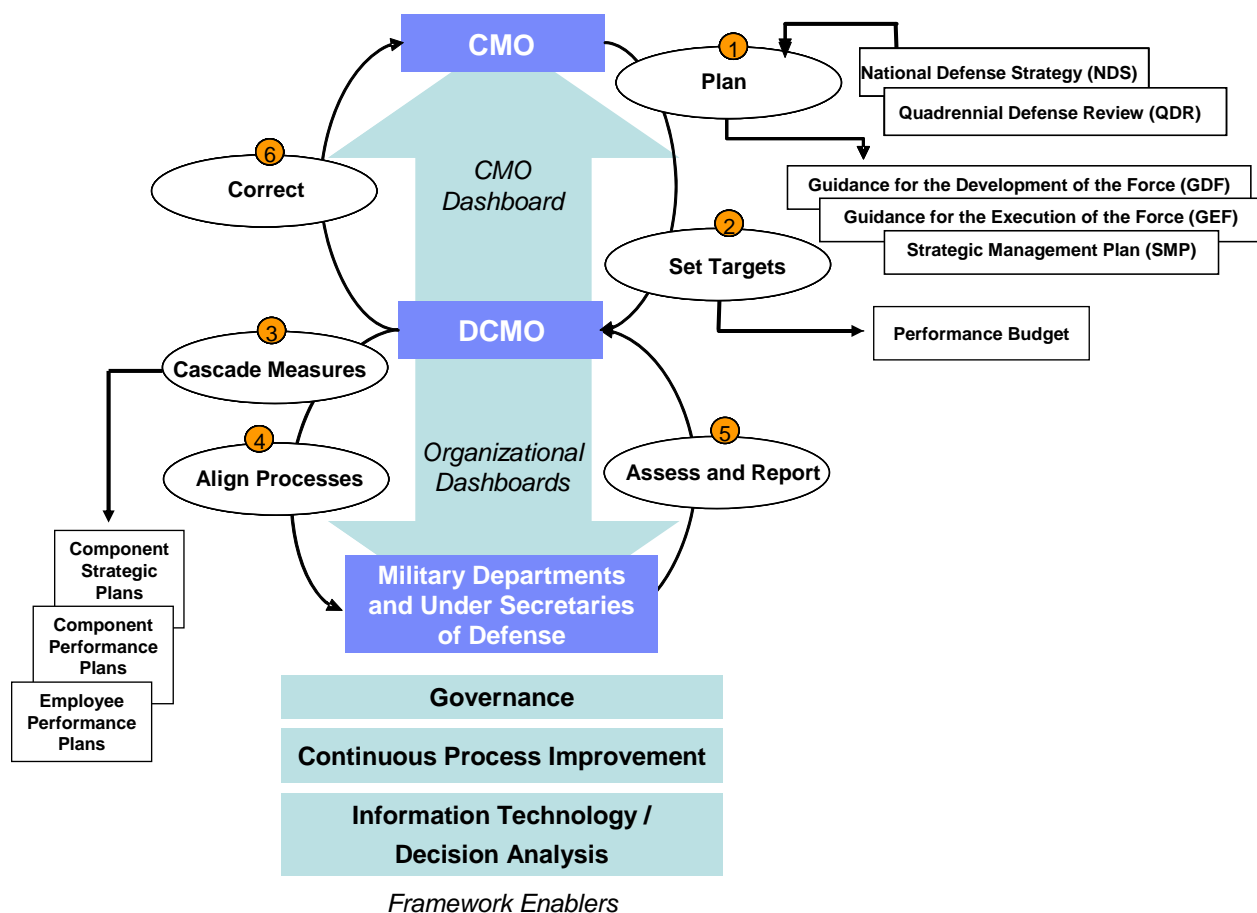 CMO
1
Plan
National Defense Strategy (NDS)
Quadrennial Defense Review (QDR)
6
Correct
CMO
Dashboard
Guidance for the Development of the Force (GDF)
Guidance for the Execution of the Force (GEF)
Strategic Management Plan (SMP)
2
Set Targets
DCMO
Performance Budget
3
Cascade Measures
4
Align Processes
Organizational
Dashboards
5
Assess and Report
Component
Strategic
Plans
Component
Performance
Plans
Employee
Performance
Plans
Military Departments
and Under Secretaries
of Defense
Governance
Continuous Process Improvement
Information Technology /
Decision Analysis
Framework Enablers